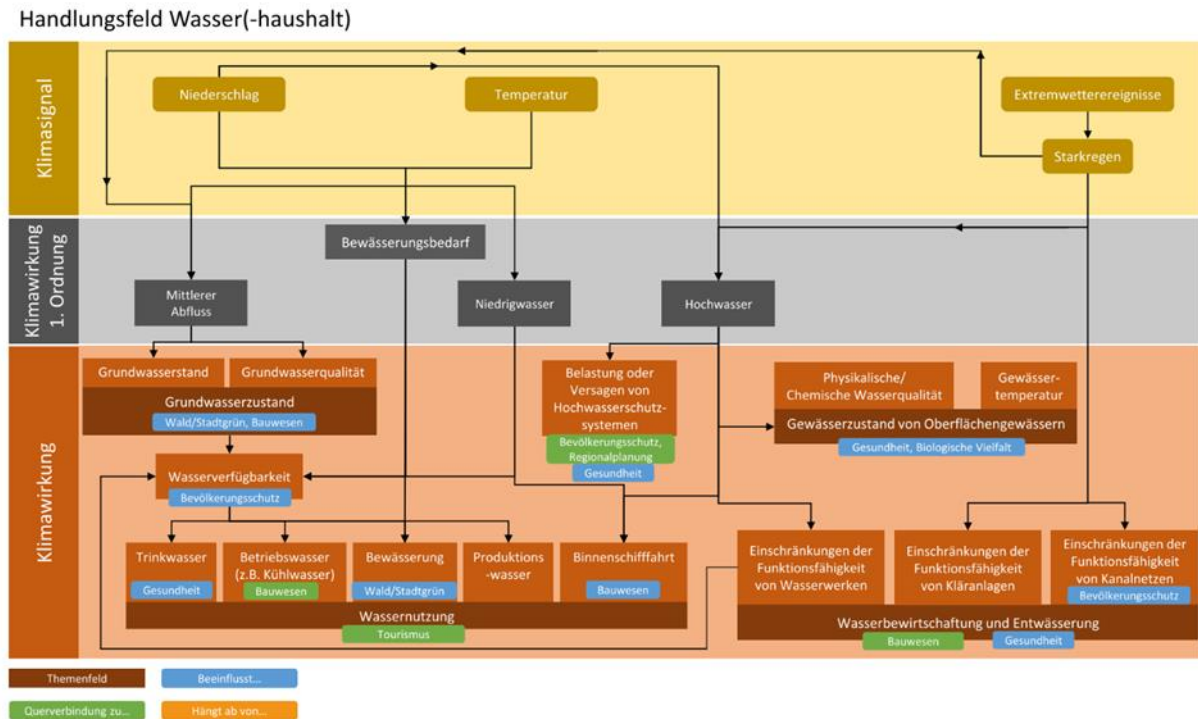 Handlungsfeld Wasser(-haushalt)
Klimasignal
Niederschlag
Temperatur
Extremwetterereignisse
Starkregen
Klimawirkung
1. Ordnung
Bewässerungsbedarf
Mittlerer
Abfluss
Niedrigwasser
Hochwasser
Klimawirkung
Grundwasserstand
Grundwasserqualität
Grundwasserzustand
Wald/Stadtgrün, Bauwesen
Belastung oder
Versagen von
Hochwasserschutz-
systemen
Bevölkerungsschutz,
Regionalplanung
Gesundheit
Physikalische/
Chemische Wasserqualität
Gewässer-
temperatur
Gewässerzustand von Oberflächengewässern
Gesundheit, Biologische Vielfalt
Wasserverfügbarkeit
Bevölkerungsschutz
Trinkwasser
Gesundheit
Betriebswasser
(z.B. Kühlwasser)
Bauwesen
Bewässerung
Wald/Stadtgrün
Produktions
-wasser
Binnenschifffahrt
Bauwesen
Wassernutzung
Tourismus
Einschränkungen der
Funktionsfähigkeit
von Wasserwerken
Einschränkungen der
Funktionsfähigkeit
von Kläranlagen
Einschränkungen der
Funktionsfähigkeit
von Kanalnetzen
Bevölkerungsschutz
Wasserbewirtschaftung und Entwässerung
Bauwesen
Gesundheit
Themenfeld
Beeinflusst...
Querverbindung zu...
Hängt ab von...